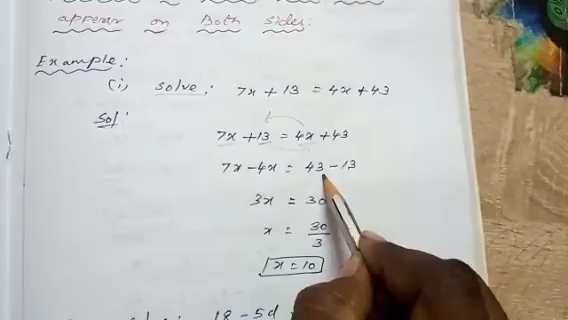 appear on Both sides:
Example:
(i) solve: 7x + 13 = 4x + 43
Sol:
7x + 13 = 4x + 43
7x - 4x = 43 - 13
3x = 30
x = 30/3
x = 10
18 - 5d